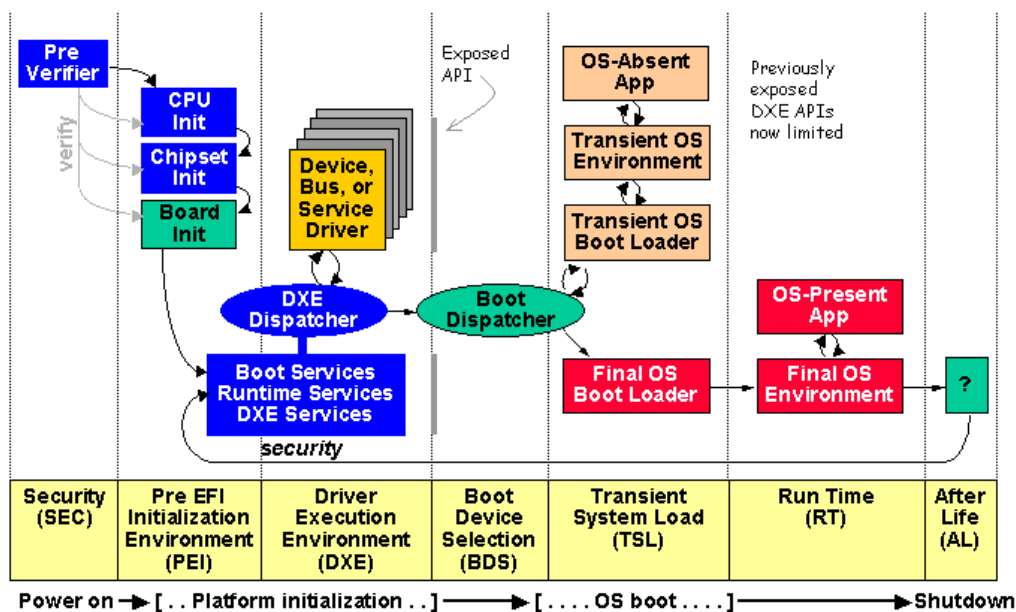 Pre
Verifier
verify
CPU
Init
Chipset
Init
Board
Init
Device,
Bus, or
Service
Driver
DXE
Dispatcher
Boot Services
Runtime Services
DXE Services
security
Exposed
API
Boot
Dispatcher
OS-Absent
App
Transient OS
Environment
Transient OS
Boot Loader
Final OS
Boot Loader
Previously
exposed
DXE APIs
now limited
OS-Present
App
Final OS
Environment
?
Security
(SEC)
Pre EFI
Initialization
Environment
(PEI)
Driver
Execution
Environment
(DXE)
Boot
Device
Selection
(BDS)
Transient
System Load
(TSL)
Run Time
(RT)
After
Life
(AL)
Power on [ . . Platform initialization . . ] [ . . . . OS boot . . . . ] Shutdown